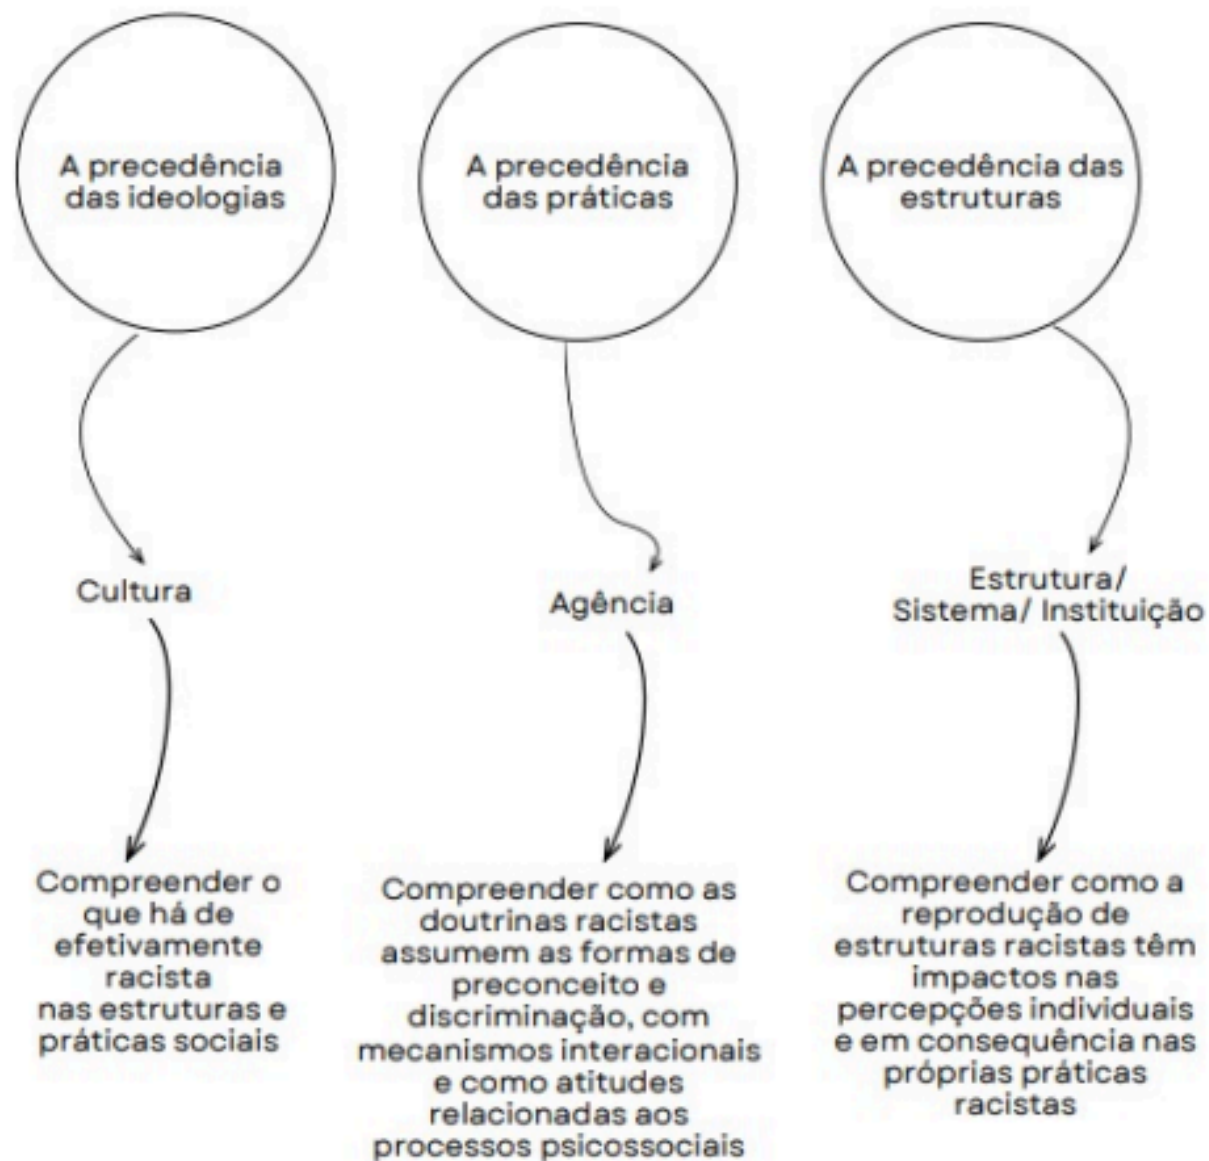 A precedência
das ideologias
Cultura
Compreender o
que há de
efetivamente
racista
nas estruturas e
práticas sociais
A precedência
das práticas
Agência
Compreender como as
doutrinas racistas
assumem as formas de
preconceito e
discriminação, com
mecanismos interacionais
e como atitudes
relacionadas aos
processos psicossociais
A precedência das
estruturas
Estrutura/
Sistema/ Instituição
Compreender como a
reprodução de
estruturas racistas têm
impactos nas
percepções individuais
e em consequência nas
próprias práticas
racistas